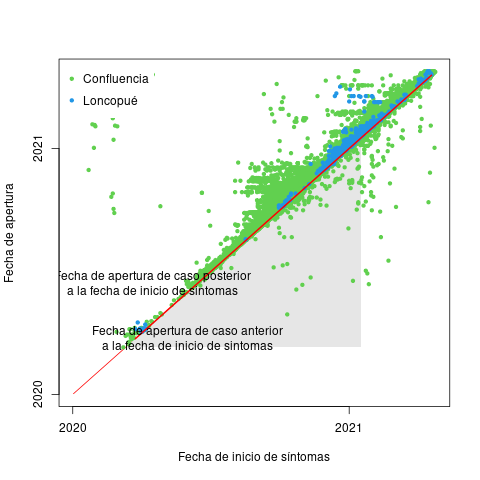 Confluencia
Loncopué
2021
Fecha de apertura
fecha de apertura de caso posterior
a la fecha de inicio de síntomas
Fecha de apertura de caso anterior
a la fecha de inicio de sintomas
2020
2020
2021
Fecha de inicio de síntomas